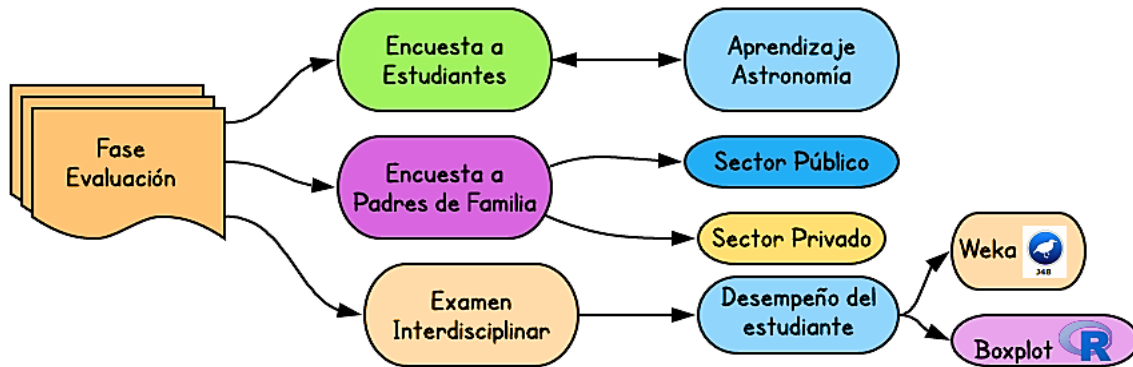 Fase
Evaluación
Encuesta a
Estudiantes
Aprendizaje
Astronomía
Encuesta a
Padres de Familia
Sector Público
Sector Privado
Examen
Interdisciplinar
Desempeño del
estudiante
Weka
J48
Boxplot R